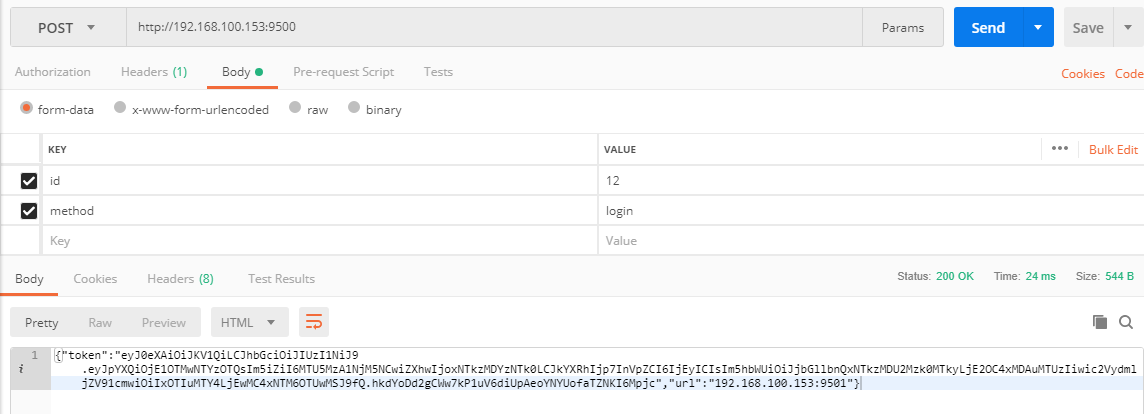 POST http://192.168.100.153:9500 Params Send Save
Authorization Headers (1) Body Pre-request Script Tests Cookies Code
form-data x-www-form-urlencoded raw binary
KEY VALUE ••• Bulk Edit
id 12
method login
Key Value
Body Cookies Headers (8) Test Results Status: 200 OK Time: 24 ms Size: 544 B
Pretty Raw Preview HTML
1 {"token":"eyJ0eXAiOiJKV1QiLCJhbGciOiJIUzI1NiJ9
i .eyJpYXQiOjE1OTMwNTYzOTQsIm5iZiI6MTU5MzA1NjM5NCwiZXhwIjoxNTkzMDYzNTk0LCJkYXRhIjp7InVpZCI6IjEyIiwibmFtZSI6ImNsaWVudDE1OTMwNTYzOTQxOTIuMTY4LjEwMC4xNTMiLCJzZXJ2ZXJ
jZV91cmwiOiIxOTIuMTY4LjEwMC4xNTM6OTUwMSJ9fQ.hkdYoDd2gCWw7kP1uV6diUpAeoYNYUofaTZNKI6Mpjc","url":"192.168.100.153:9501"}